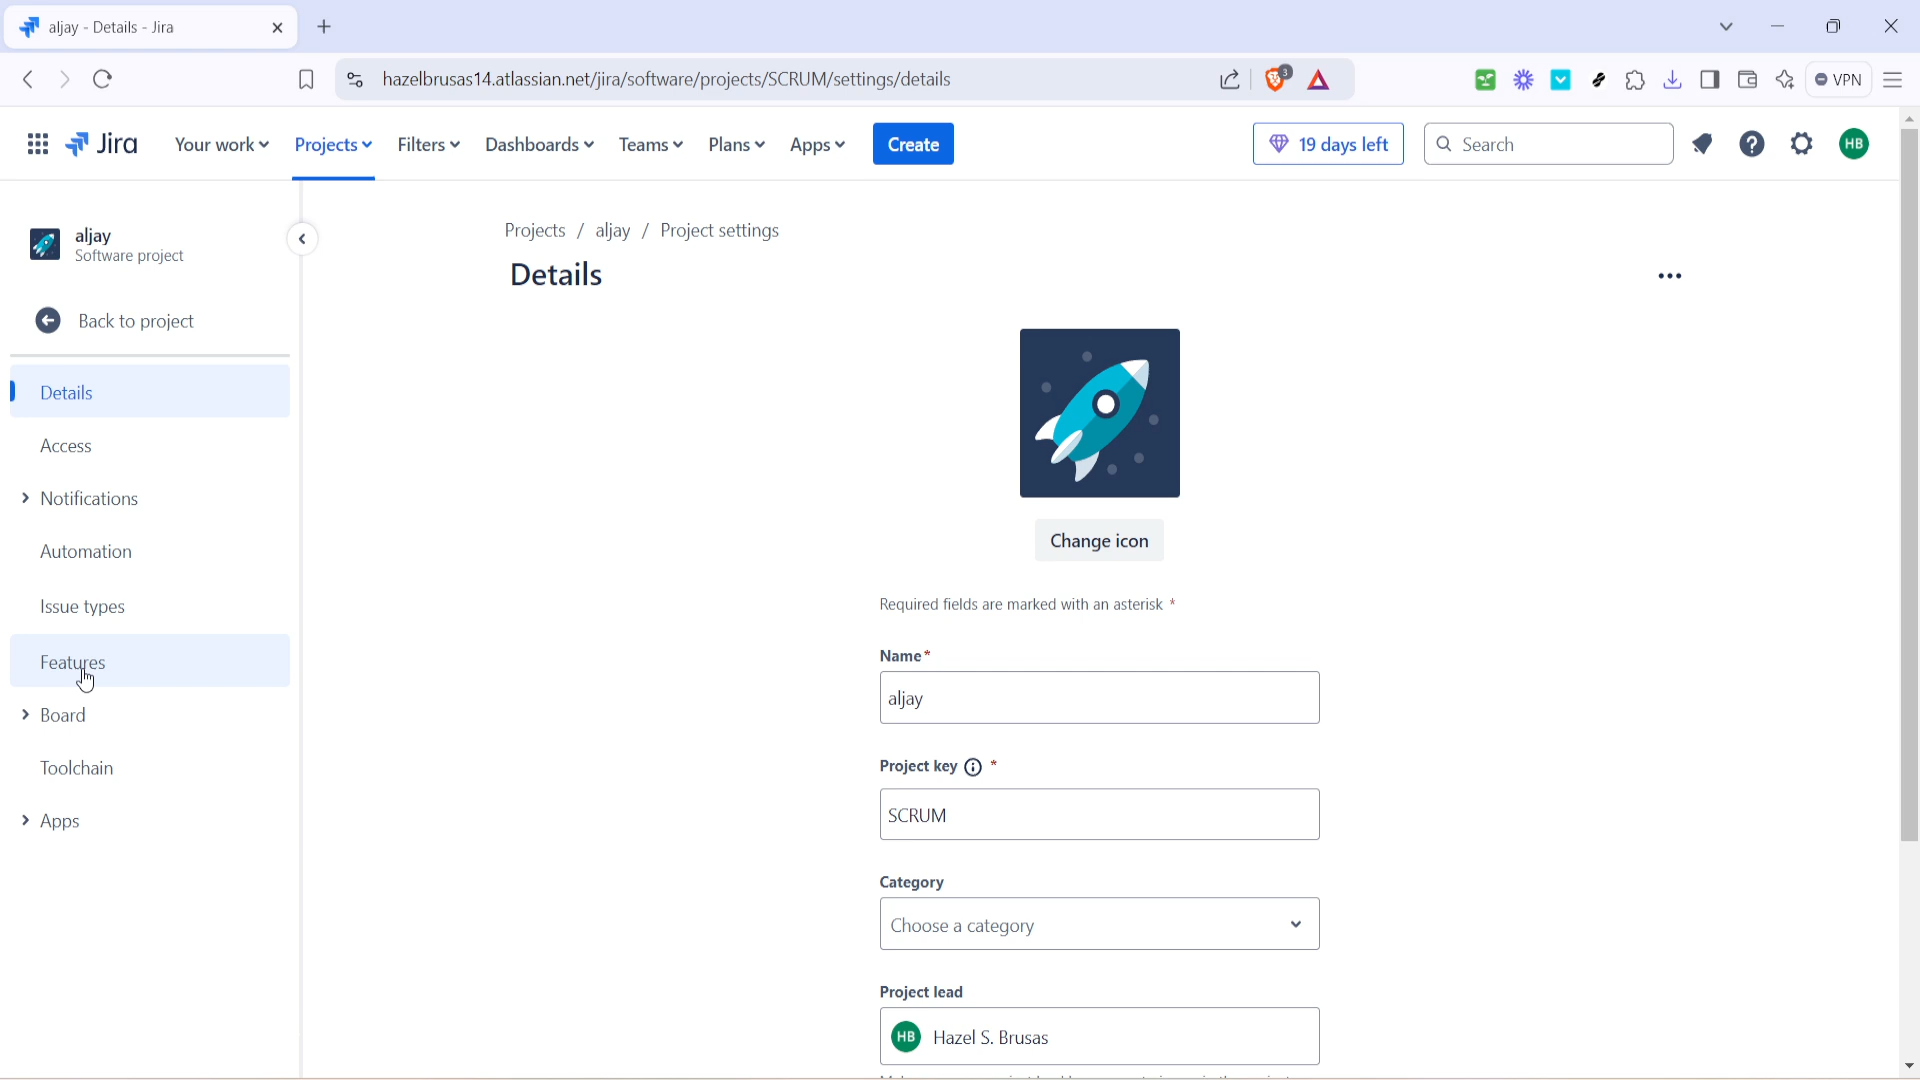 aljay - Details - Jira
hazelbrusas14.atlassian.net/jira/software/projects/SCRUM/settings/details
3
VPN
Jira
Your work
Projects
Filters
Dashboards
Teams
Plans
Apps
Create
19 days left
Search
HB
aljay
Software project
Back to project
Details
Access
Notifications
Automation
Issue types
Features
Board
Toolchain
Apps
Projects / aljay / Project settings
Details
Change icon
Required fields are marked with an asterisk *
Name*
aljay
Project key *
SCRUM
Category
Choose a category
Project lead
HB Hazel S. Brusas